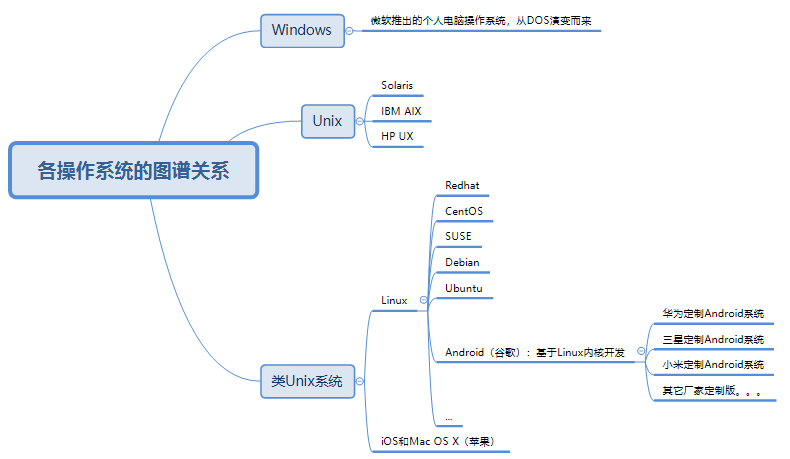 各操作系统的图谱关系
Windows
微软推出的个人电脑操作系统，从DOS演变而来
Unix
Solaris
IBM AIX
HP UX
类Unix系统
Linux
Redhat
CentOS
SUSE
Debian
Ubuntu
Android（谷歌）：基于Linux内核开发
华为定制Android系统
三星定制Android系统
小米定制Android系统
其它厂家定制版。。。
...
iOS和Mac OS X（苹果）